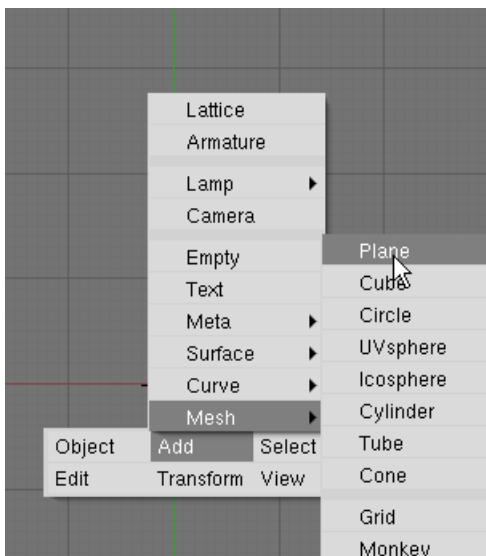 Lattice
Armature
Lamp
Camera
Empty
Text
Meta
Surface
Curve
Mesh
Object Add Select
Edit Transform View
Plane
Cube
Circle
UVsphere
Icosphere
Cylinder
Tube
Cone
Grid
Monkey